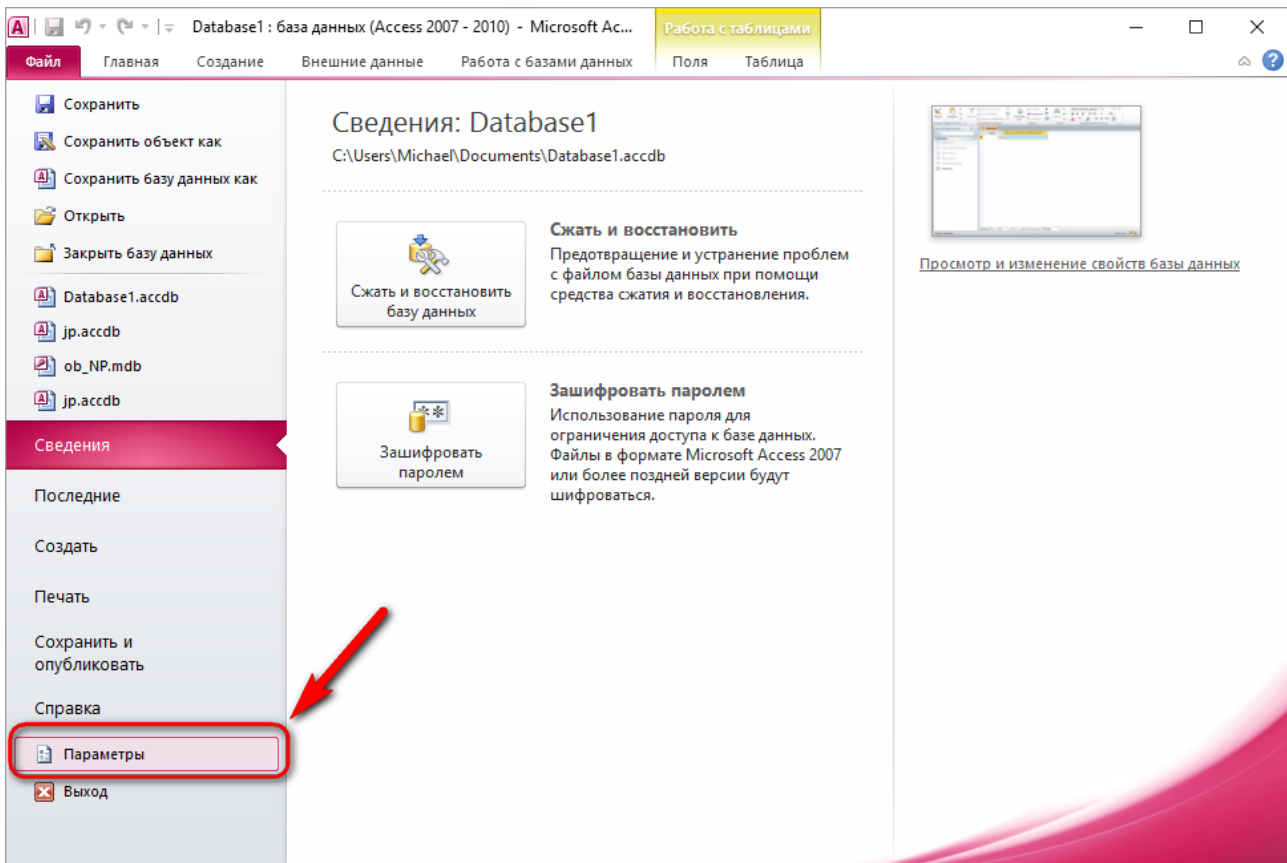 Database1 : база данных (Access 2007 - 2010) - Microsoft Ac...
Работа с таблицами
Файл Главная Создание Внешние данные Работа с базами данных Поля Таблица
Сохранить
Сохранить объект как
Сохранить базу данных как
Открыть
Закрыть базу данных
Database1.accdb
jp.accdb
ob_NP.mdb
jp.accdb
Сведения
Последние
Создать
Печать
Сохранить и
опубликовать
Справка
Параметры
Выход
Сведения: Database1
C:\Users\Michael\Documents\Database1.accdb
Сжать и восстановить
базу данных
Сжать и восстановить
Предотвращение и устранение проблем
с файлом базы данных при помощи
средства сжатия и восстановления.
Зашифровать
паролем
Зашифровать паролем
Использование пароля для
ограничения доступа к базе данных.
Файлы в формате Microsoft Access 2007
или более поздней версии будут
шифроваться.
Просмотр и изменение свойств базы данных